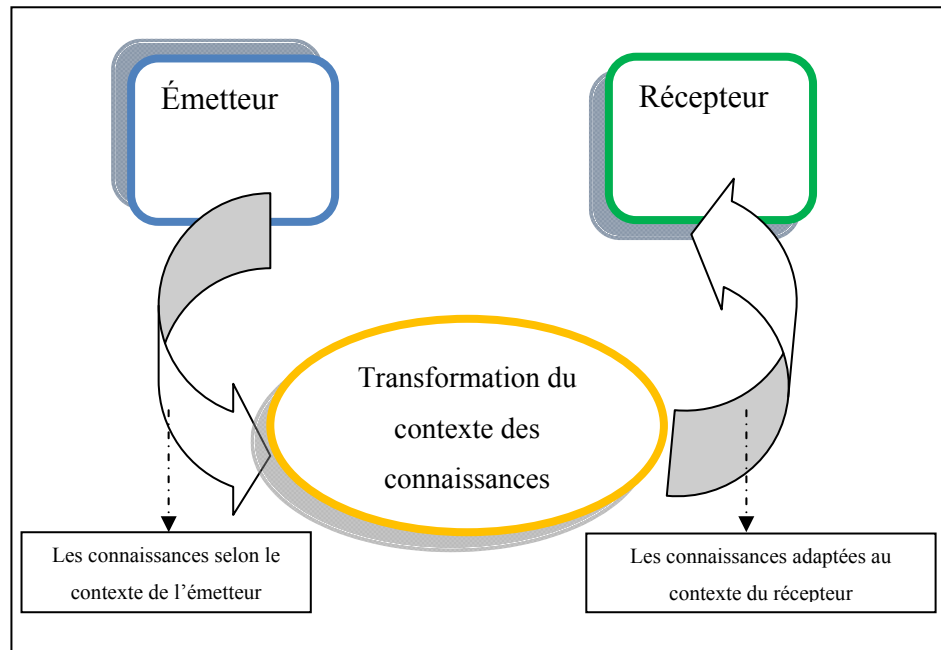 Émetteur
Récepteur
Transformation du
contexte des
connaissances
Les connaissances selon le
contexte de l’émetteur
Les connaissances adaptées au
contexte du récepteur